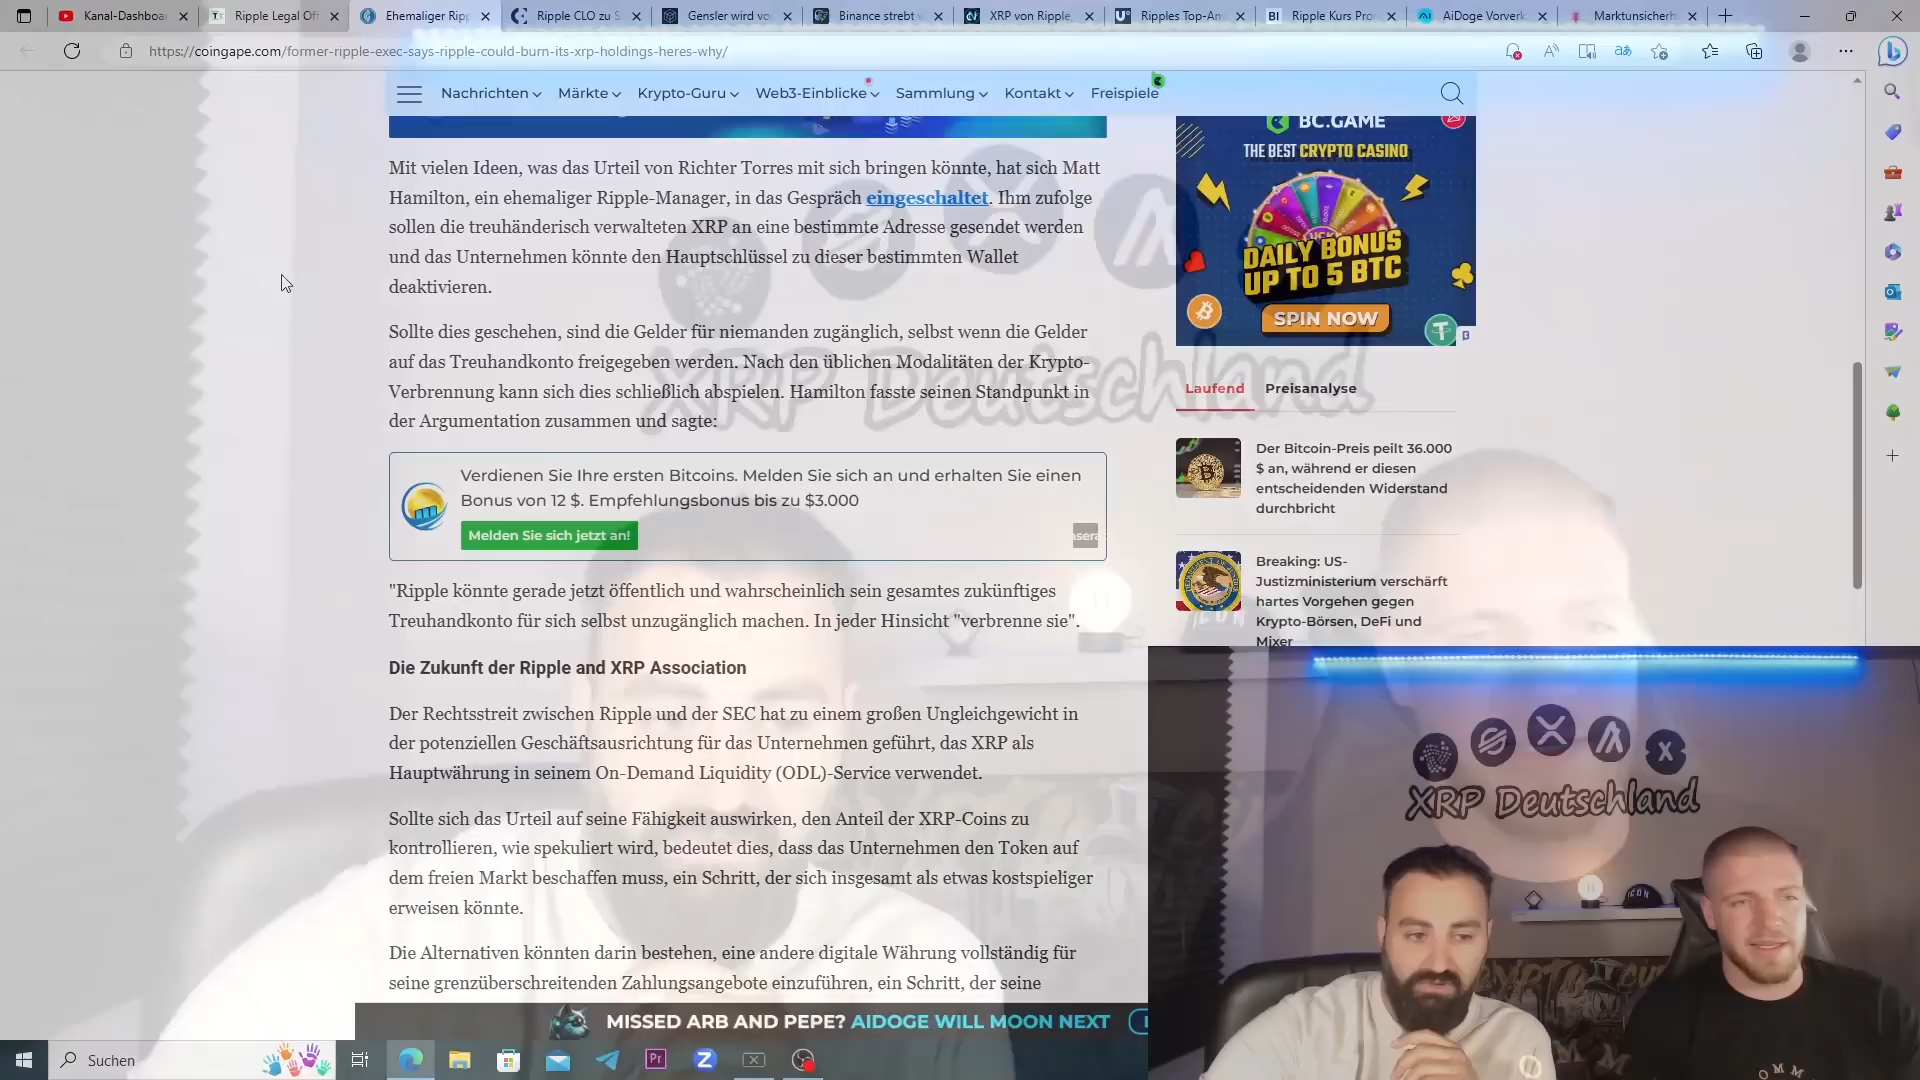 Kanal-Dashboa
Ripple Legal Off
Ehemaliger Ripp
Ripple CLO zu S
Gensler wird vo
Binance strebt
XRP von Ripple,
Ripples Top-An
Ripple Kurs Pro
AiDoge Vorverk
Marktunsicherh
https://coingape.com/former-ripple-exec-says-ripple-could-burn-its-xrp-holdings-heres-why/
Nachrichten Märkte Krypto-Guru Web3-Einblicke Sammlung Kontakt Freispiele
Mit vielen Ideen, was das Urteil von Richter Torres mit sich bringen könnte, hat sich Matt
Hamilton, ein ehemaliger Ripple-Manager, in das Gespräch eingeschaltet. Ihm zufolge
sollen die treuhänderisch verwalteten XRP an eine bestimmte Adresse gesendet werden
und das Unternehmen könnte den Hauptschlüssel zu dieser bestimmten Wallet
deaktivieren.
Sollte dies geschehen, sind die Gelder für niemanden zugänglich, selbst wenn die Gelder
auf das Treuhandkonto freigegeben werden. Nach den üblichen Modalitäten der Krypto-
Verbrennung kann sich dies schließlich abspielen. Hamilton fasste seinen Standpunkt in
der Argumentation zusammen und sagte:
Verdienen Sie Ihre ersten Bitcoins. Melden Sie sich an und erhalten Sie einen
Bonus von 12 $. Empfehlungsbonus bis zu $3.000
Melden Sie sich jetzt an!
"Ripple könnte gerade jetzt öffentlich und wahrscheinlich sein gesamtes zukünftiges
Treuhandkonto für sich selbst unzugänglich machen. In jeder Hinsicht "verbrenne sie".
Die Zukunft der Ripple and XRP Association
Der Rechtsstreit zwischen Ripple und der SEC hat zu einem großen Ungleichgewicht in
der potenziellen Geschäftsausrichtung für das Unternehmen geführt, das XRP als
Hauptwährung in seinem On-Demand Liquidity (ODL)-Service verwendet.
Sollte sich das Urteil auf seine Fähigkeit auswirken, den Anteil der XRP-Coins zu
kontrollieren, wie spekuliert wird, bedeutet dies, dass das Unternehmen den Token auf
dem freien Markt beschaffen muss, ein Schritt, der sich insgesamt als etwas kostspieliger
erweisen könnte.
Die Alternativen könnten darin bestehen, eine andere digitale Währung vollständig für
seine grenzüberschreitenden Zahlungsangebote einzuführen, ein Schritt, der seine
BC.GAME
THE BEST CRYPTO CASINO
DAILY BONUS
UP TO 5 BTC
SPIN NOW
Laufend Preisanalyse
Der Bitcoin-Preis peilt 36.000
$ an, während er diesen
entscheidenden Widerstand
durchbricht
Breaking: US-
Justizministerium verschärft
hartes Vorgehen gegen
Krypto-Börsen, DeFi und
Mixer
XRP Deutschland
XRP Deutschland
ICON
MISSED ARB AND PEPE? AIDOGE WILL MOON NEXT
Suchen